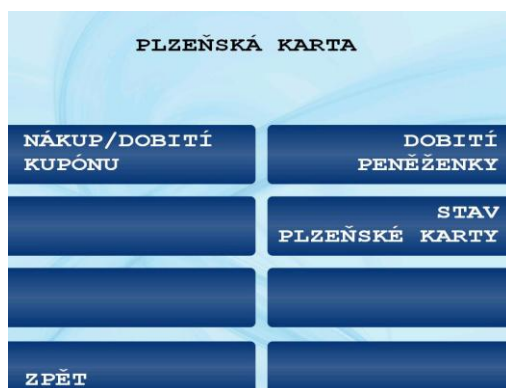 PLZEŇSKÁ KARTA
NÁKUP/DOBITÍ
KUPÓNU
DOBITÍ
PENĚŽENKY
STAV
PLZEŇSKÉ KARTY
ZPĚT